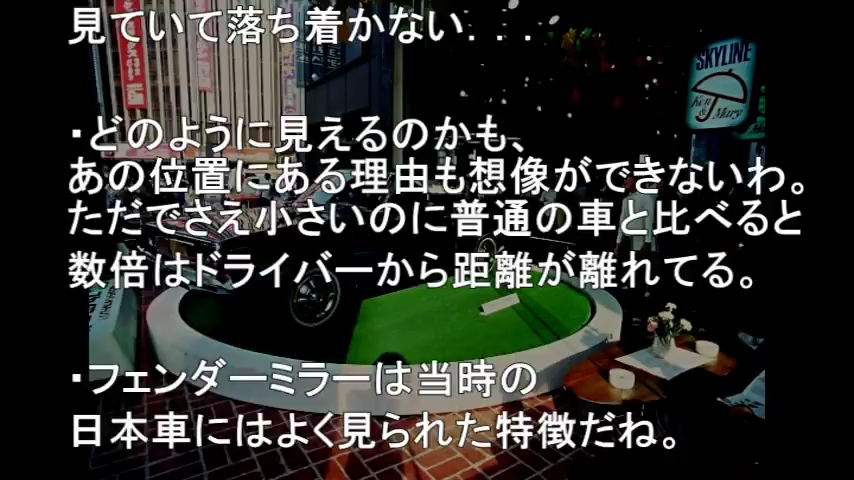 見ていて落ち着かない...
・どのように見えるのかも、
あの位置にある理由も想像ができないわ。
ただでさえ小さいのに普通の車と比べると
数倍はドライバーから距離が離れてる。
・フェンダーミラーは当時の
日本車にはよく見られた特徴だね。
SKYLINE
Ken
&
Mary